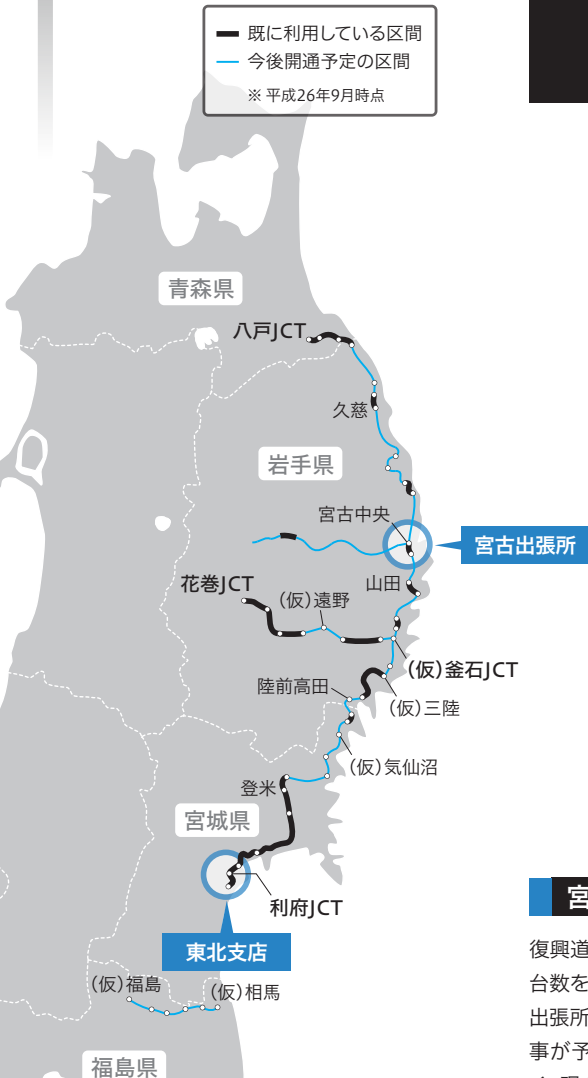 既に利用している区間
今後開通予定の区間
※ 平成26年9月時点
青森県
八戸JCT
久慈
岩手県
宮古中央
宮古出張所
花巻JCT
(仮)遠野
山田
(仮)釜石JCT
陸前高田
(仮)三陸
(仮)気仙沼
登米
宮城県
利府JCT
東北支店
(仮)福島
(仮)相馬
福島県
宮
復興道
台数を
出張所
事が予